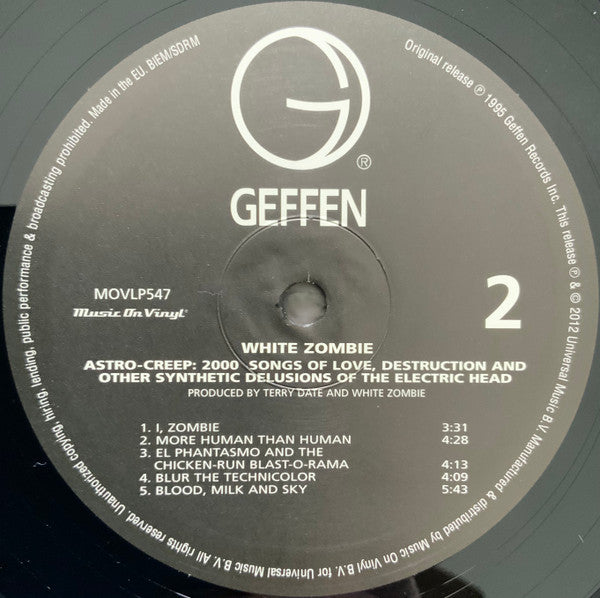 G
®
GEFFEN
MOVLP547
Music On Vinyl®
2
WHITE ZOMBIE
ASTRO-CREEP: 2000 SONGS OF LOVE, DESTRUCTION AND
OTHER SYNTHETIC DELUSIONS OF THE ELECTRIC HEAD
PRODUCED BY TERRY DATE AND WHITE ZOMBIE
1. I, ZOMBIE 3:31
2. MORE HUMAN THAN HUMAN 4:28
3. EL PHANTASMO AND THE
CHICKEN-RUN BLAST-O-RAMA 4:13
4. BLUR THE TECHNICOLOR 4:09
5. BLOOD, MILK AND SKY 5:43
Original release ℗ 1995 Geffen Records Inc. This release ℗ & © 2012 Universal Music B.V. Manufactured & distributed by Music On Vinyl B.V. for Universal Music B.V. All rights reserved. Unauthorized copying, hiring, lending, public performance & broadcasting prohibited. Made in the EU. BIEM/SDRM